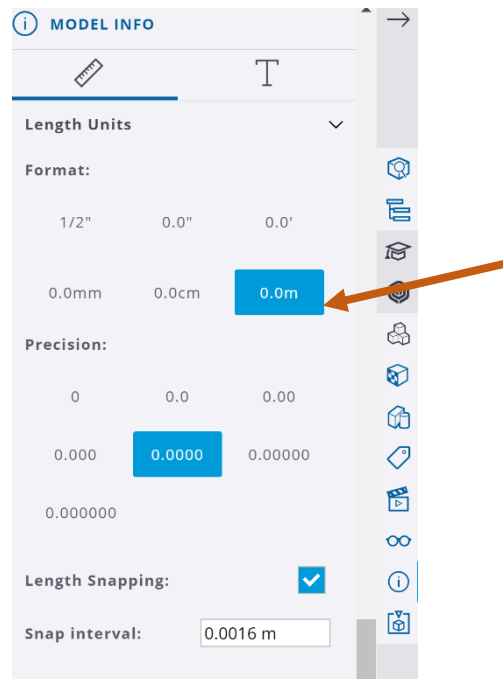 MODEL INFO
Length Units
Format:
1/2" 0.0" 0.0'
0.0mm 0.0cm 0.0m
Precision:
0 0.0 0.00
0.000 0.0000 0.00000
0.000000
Length Snapping:
Snap interval: 0.0016 m